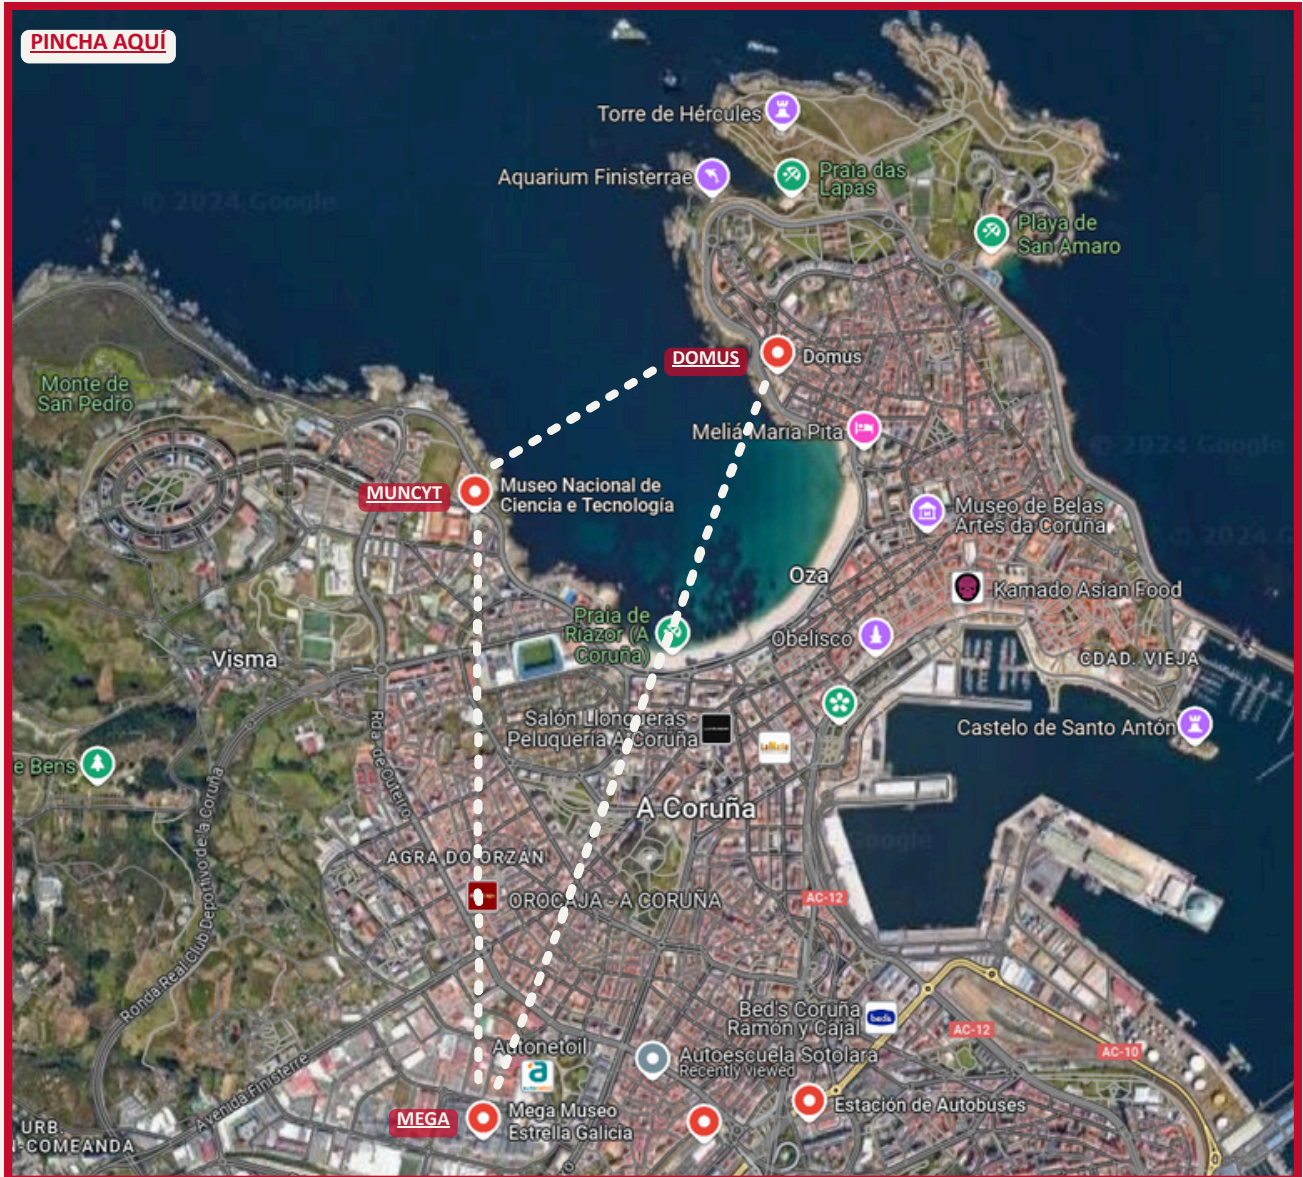 PINCHA AQUÍ
Torre de Hércules
Aquarium Finisterrae
Praia das
Lapas
© 2024 Google
Playa de
San Amaro
DOMUS
Domus
Monte de
San Pedro
Meliá Maria Pita
© 2024 Google
MUNCYT
Museo Nacional de
Ciencia e Tecnología
Museo de Belas
Artes da Coruña
© 2024 G
Oza
Kamado Asian Food
Praia de
Riazor (A
Coruña)
Obelisco
Visma
CDAD. VIEJA
Salón Llongueras -
Peluquería A Coruña
LaMafia
Castelo de Santo Antón
e Bens
Rda. de Outeiro
A Coruña
Google
AGRA DO ORZÁN
OROCAJA - A CORUÑA
AC-12
Ronda Real Club Deportivo de la Coruña
Bed's Coruña
Ramón y Cajal
bed's
AC-12
AC-10
Autonetoil
a
Autoescuela Sotolara
Recently viewed
Avenida Finisterre
Estación de Autobuses
MEGA
Mega Museo
Estrella Galicia
URB.
-COMEANDA